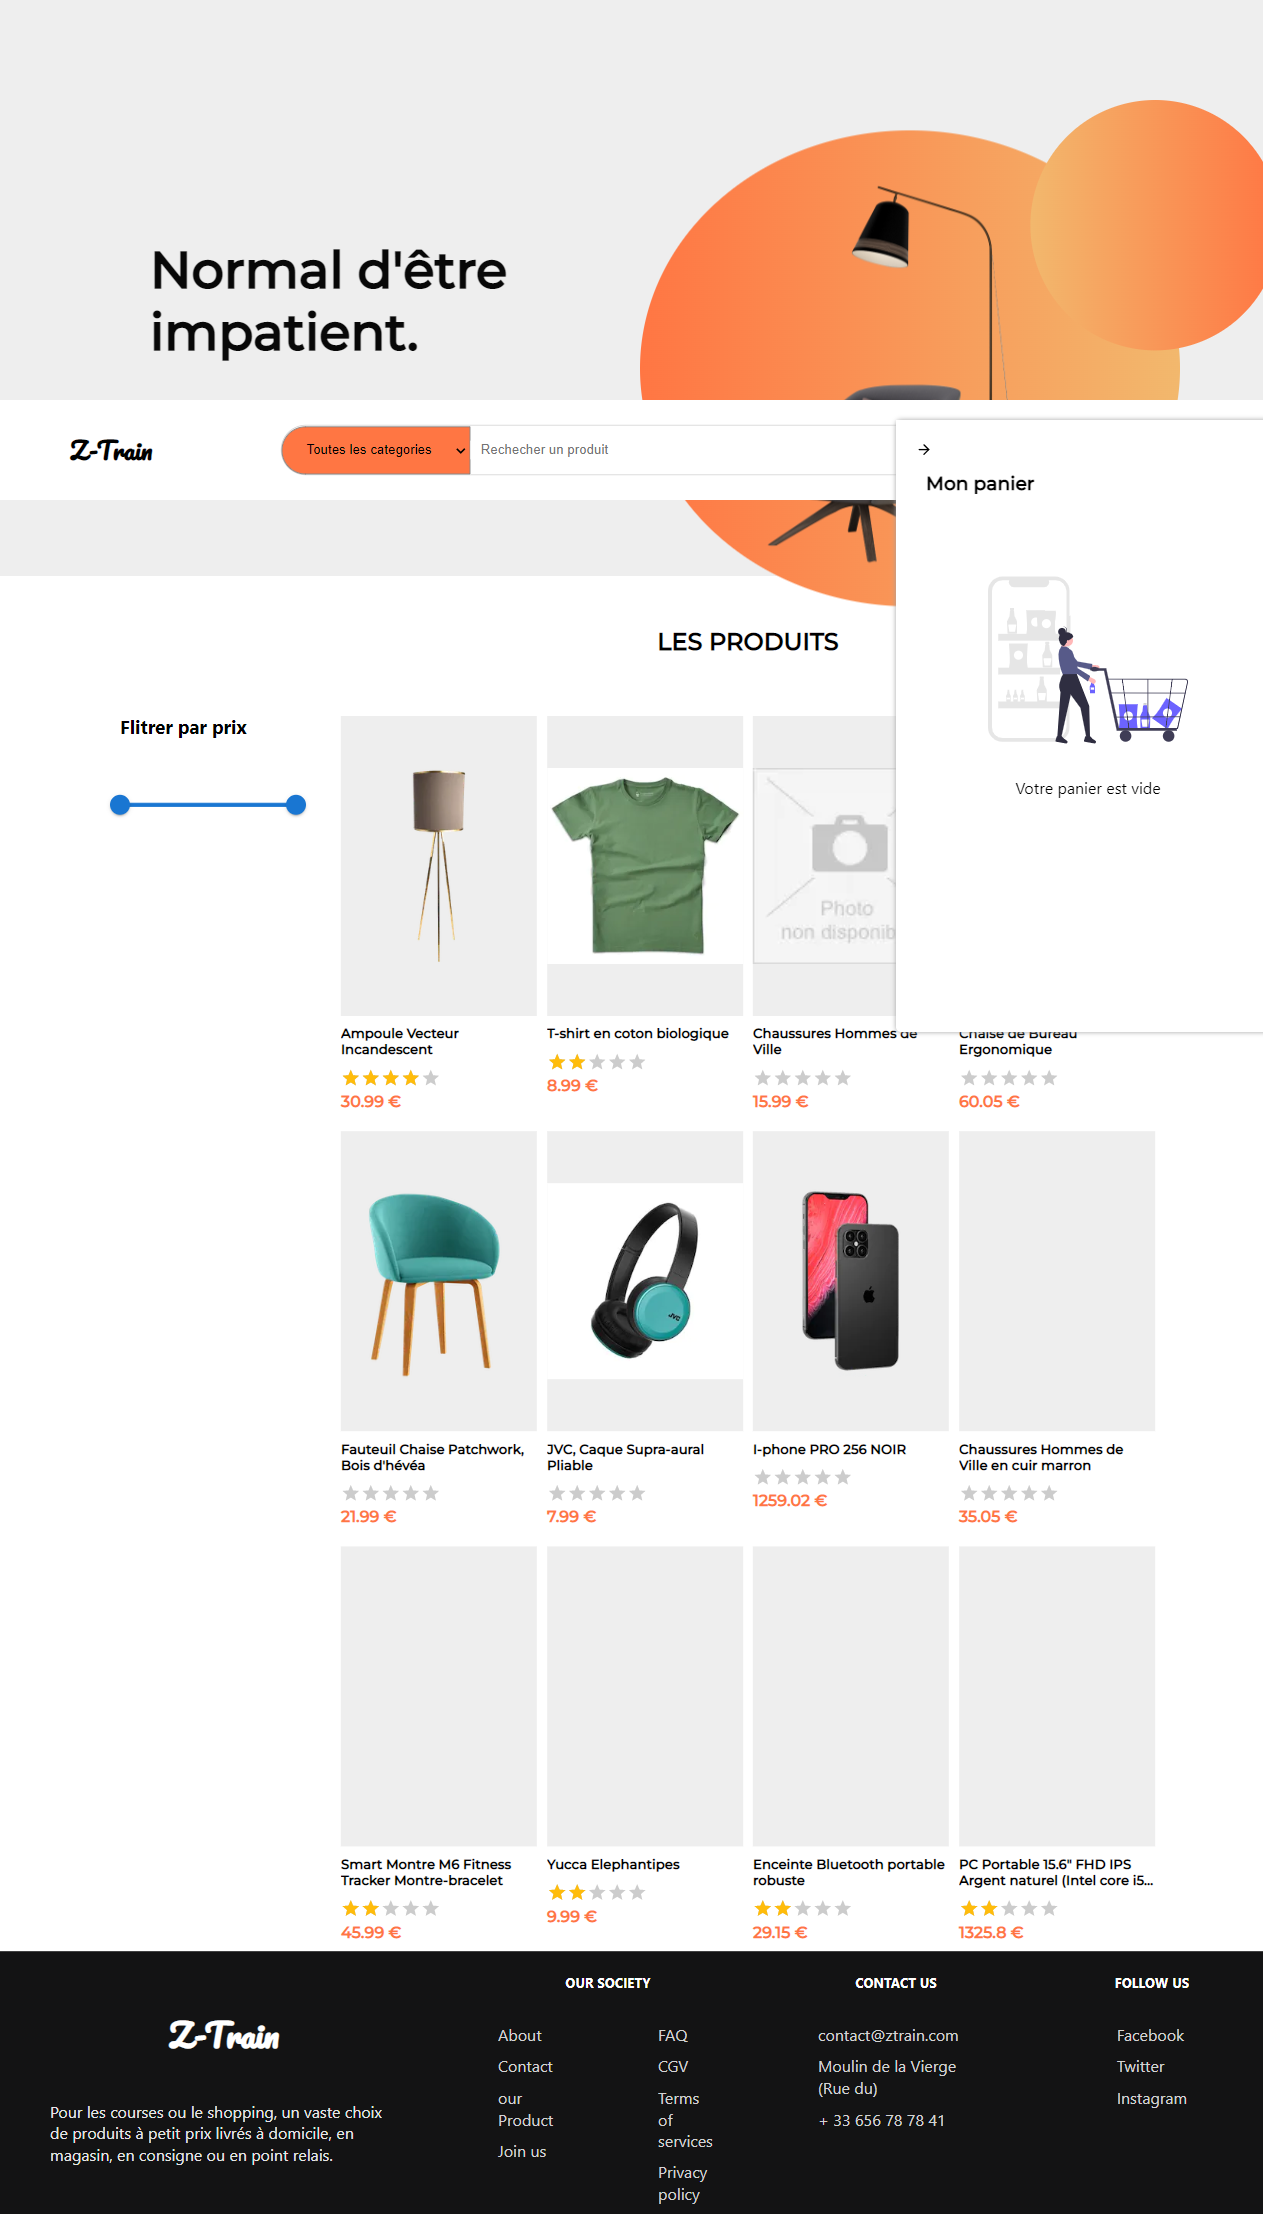 Normal d'être
impatient.
Z-Train
Toutes les categories
Rechecher un produit
Mon panier
Votre panier est vide
LES PRODUITS
Flitrer par prix
Photo
non disponib
Ampoule Vecteur
Incandescent
30.99 €
T-shirt en coton biologique
8.99 €
Chaussures Hommes de
Ville
15.99 €
Chaise de Bureau
Ergonomique
60.05 €
JVC
Fauteuil Chaise Patchwork,
Bois d'hévéa
21.99 €
JVC, Caque Supra-aural
Pliable
7.99 €
I-phone PRO 256 NOIR
1259.02 €
Chaussures Hommes de
Ville en cuir marron
35.05 €
Smart Montre M6 Fitness
Tracker Montre-bracelet
45.99 €
Yucca Elephantipes
9.99 €
Enceinte Bluetooth portable
robuste
29.15 €
PC Portable 15.6" FHD IPS
Argent naturel (Intel core i5...
1325.8 €
Z-Train
Pour les courses ou le shopping, un vaste choix
de produits à petit prix livrés à domicile, en
magasin, en consigne ou en point relais.
OUR SOCIETY
About
Contact
our
Product
Join us
FAQ
CGV
Terms
of
services
Privacy
policy
CONTACT US
contact@ztrain.com
Moulin de la Vierge
(Rue du)
+ 33 656 78 78 41
FOLLOW US
Facebook
Twitter
Instagram